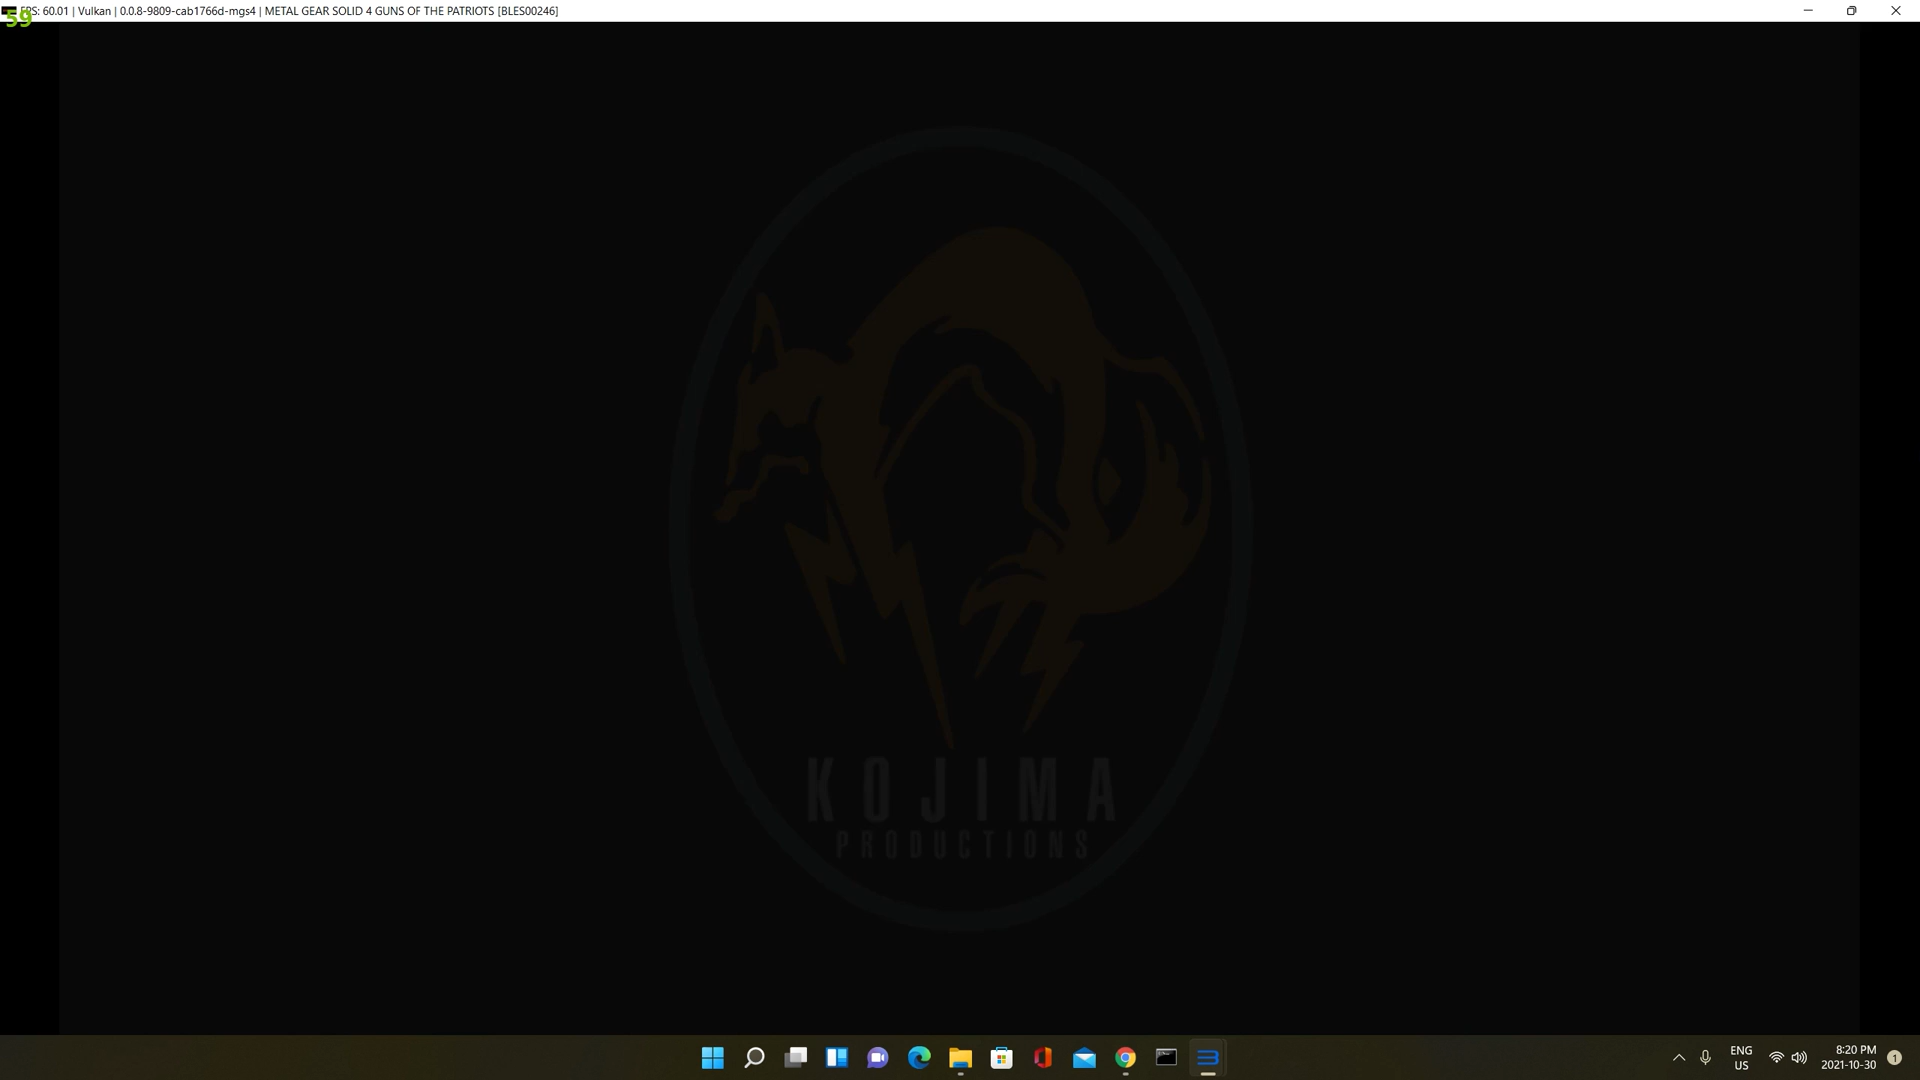 59
FPS: 60.01 | Vulkan | 0.0.8-9809-cab1766d-mgs4 | METAL GEAR SOLID 4 GUNS OF THE PATRIOTS [BLES00246]
KOJIMA
PRODUCTIONS
ENG
US
8:20 PM
2021-10-30
1